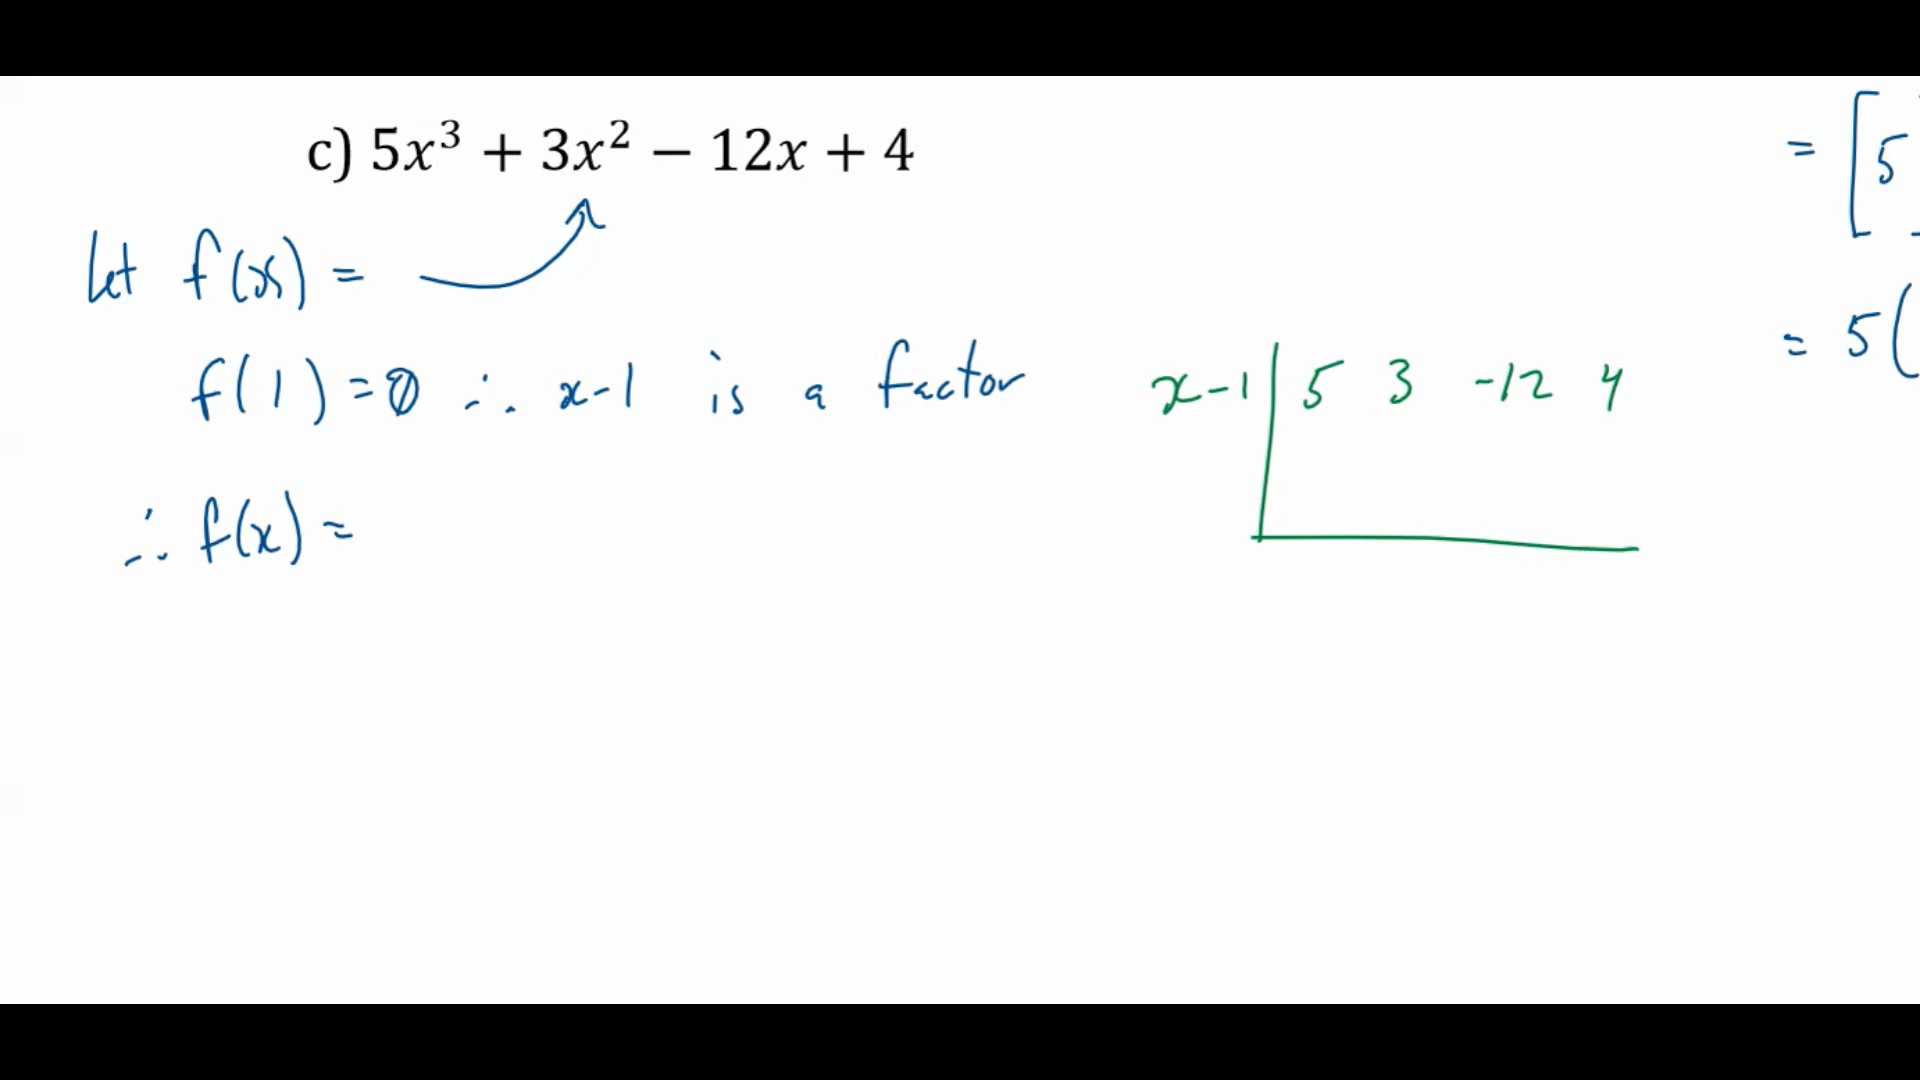 c) 5x³ + 3x² − 12x + 4
= [5
let f(x) =
= 5(
f(1) = 0 ∴ x-1 is a factor
x-1 | 5 3 -12 4
∴ f(x) =